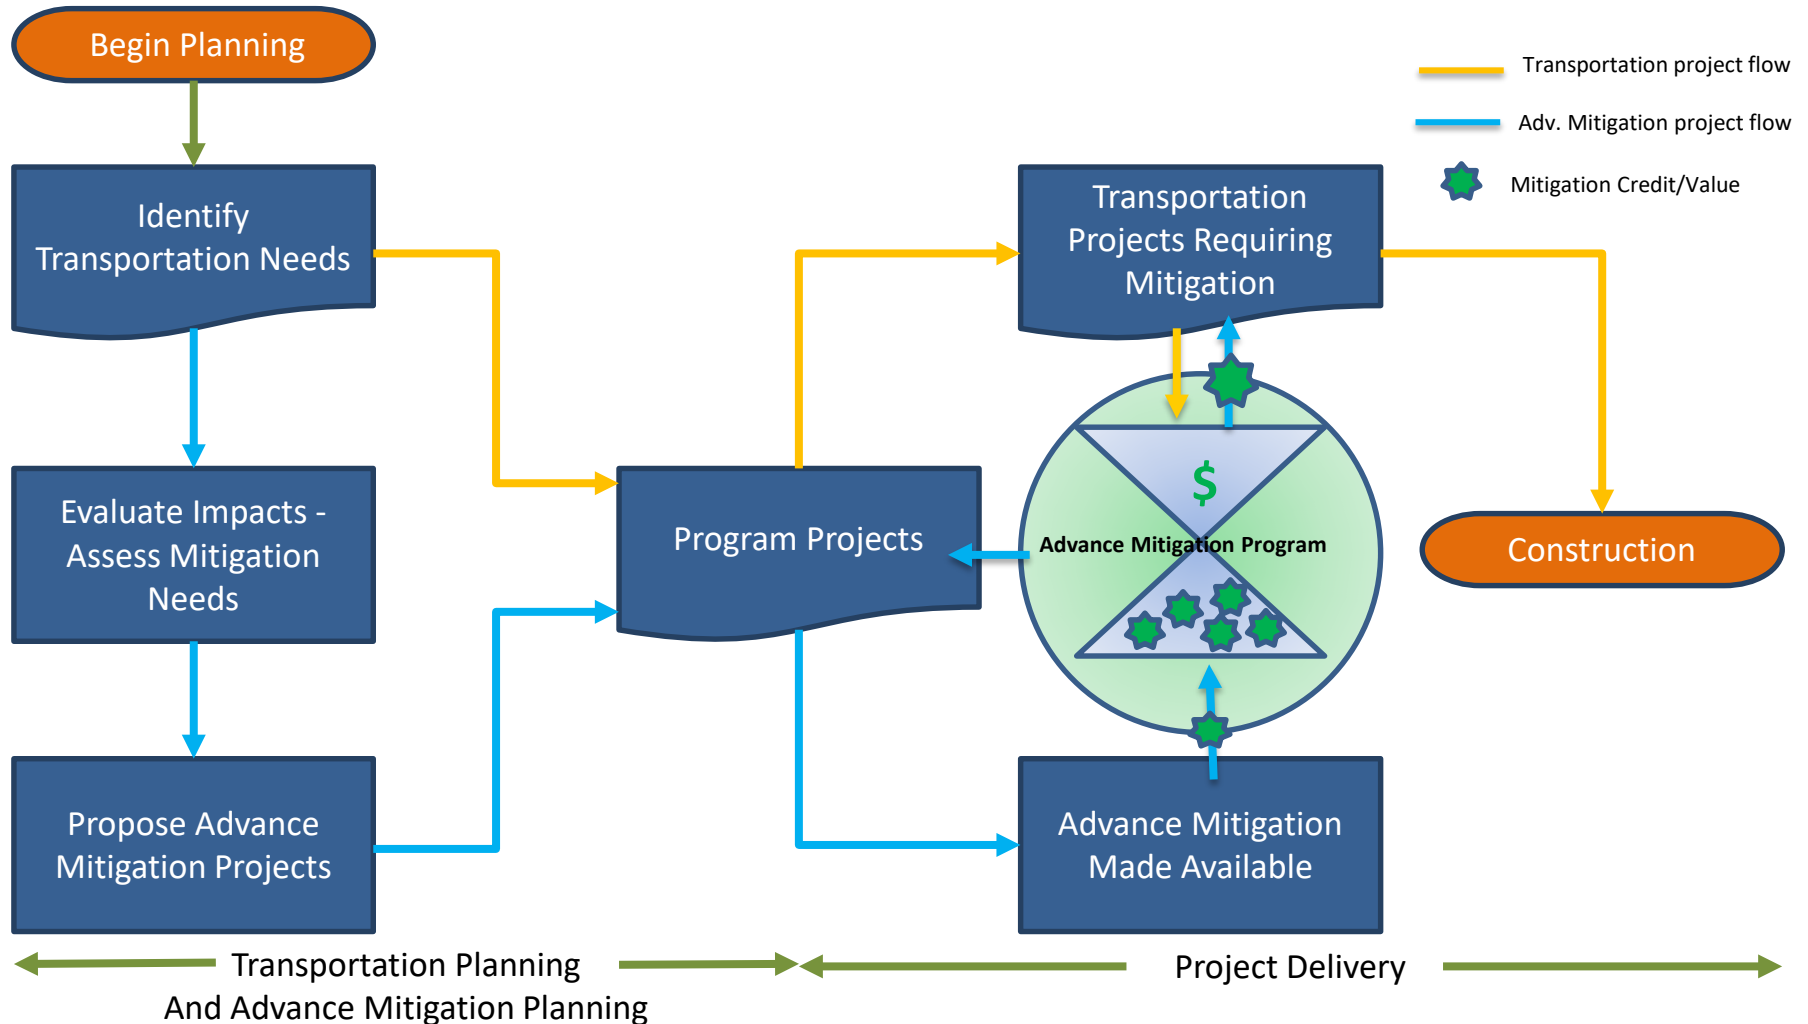 Begin Planning
Transportation project flow
Adv. Mitigation project flow
Mitigation Credit/Value
Identify
Transportation Needs
Transportation
Projects Requiring
Mitigation
$
Evaluate Impacts -
Assess Mitigation
Needs
Program Projects
Advance Mitigation Program
Construction
Propose Advance
Mitigation Projects
Advance Mitigation
Made Available
Transportation Planning
And Advance Mitigation Planning
Project Delivery